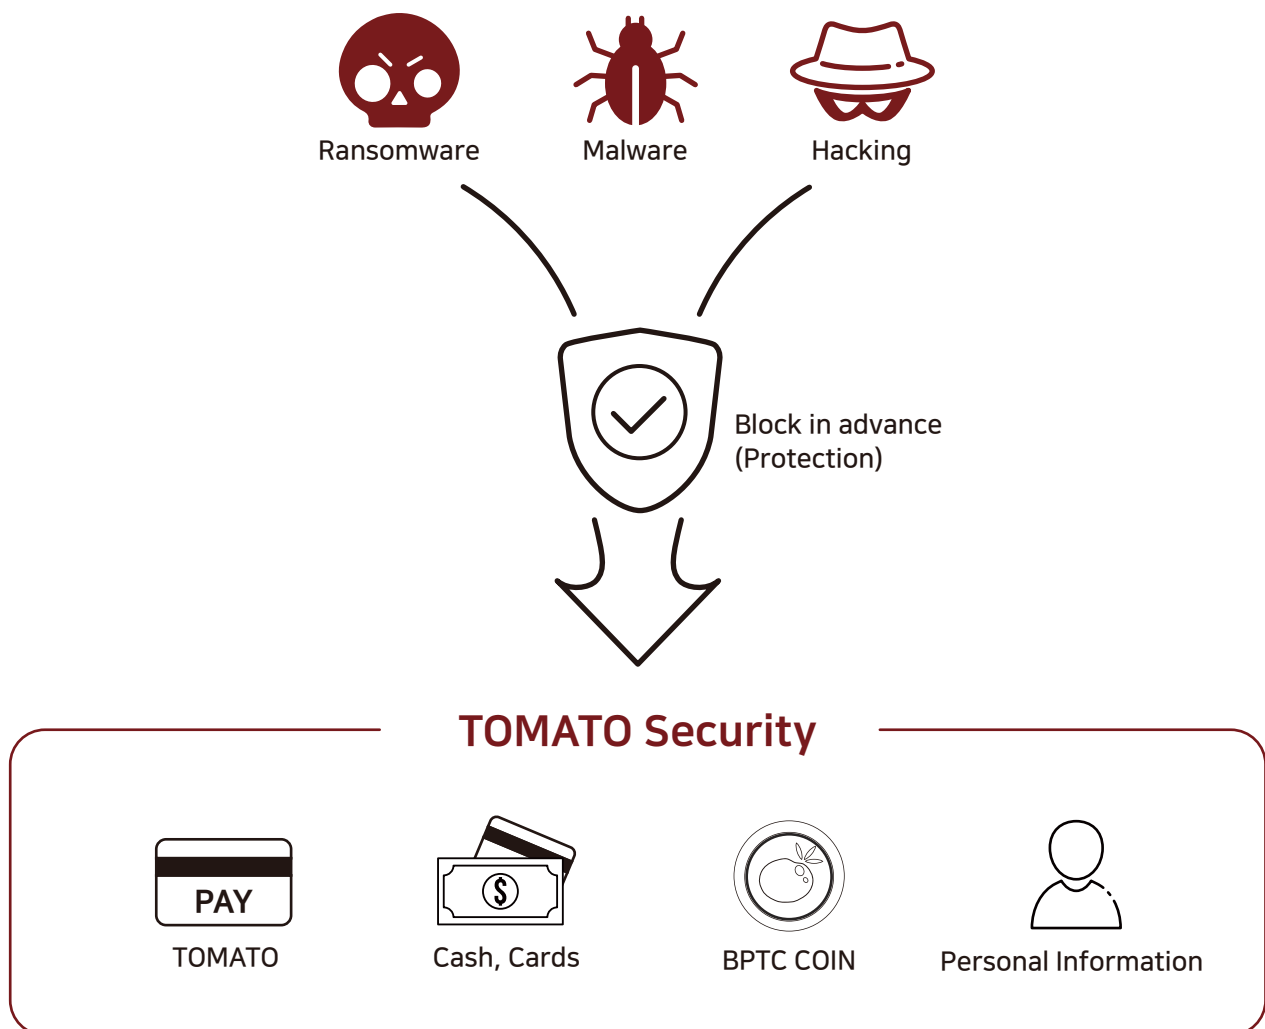 Ransomware
Malware
Hacking
Block in advance
(Protection)
TOMATO Security
PAY
$
TOMATO
Cash, Cards
BPTC COIN
Personal Information